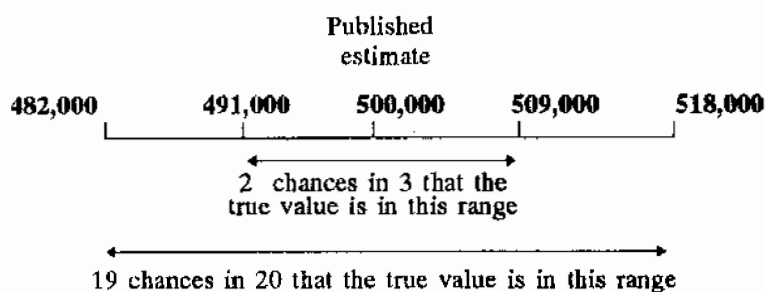 Published
estimate
482,000 491,000 500,000 509,000 518,000
2 chances in 3 that the
true value is in this range
19 chances in 20 that the true value is in this range